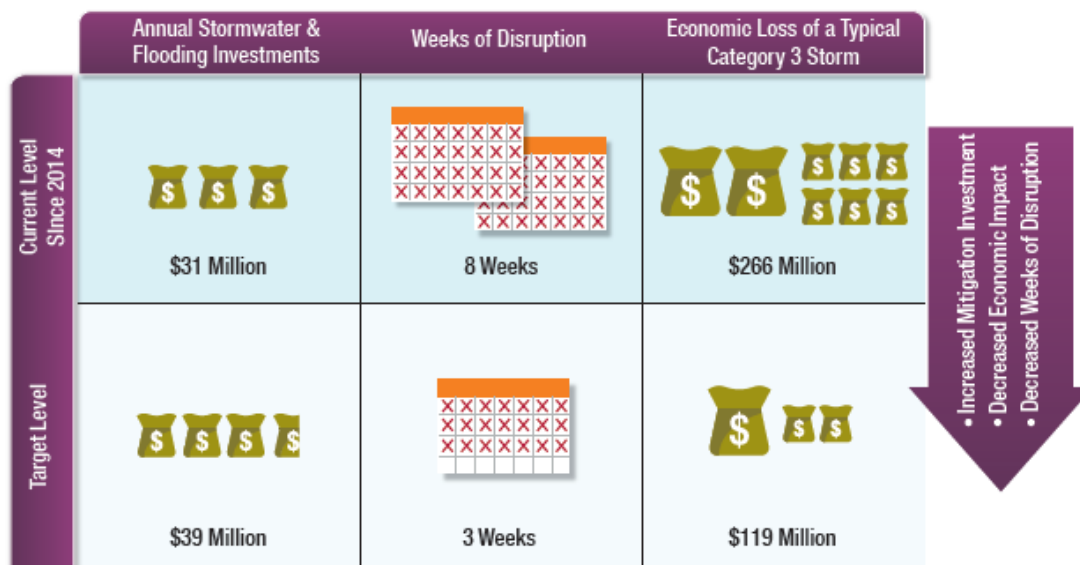 Annual Stormwater &
Flooding Investments
Weeks of Disruption
Economic Loss of a Typical
Category 3 Storm
Current Level
SInce 2014
$ $ $
$31 Million
X X X X X X X
X X X X X X X
X X X X X X X
X X X X X X X
X X X X X X
X X X X X X
X X X X X X X
X X X X X X X
8 Weeks
$ $ $ $ $
$ $ $
$266 Million
Target Level
$ $ $ $
$39 Million
X X X X X X X
X X X X X X X
X X X X X X X
3 Weeks
$ $ $
$119 Million
• Increased Mitigation Investment
• Decreased Economic Impact
• Decreased Weeks of Disruption